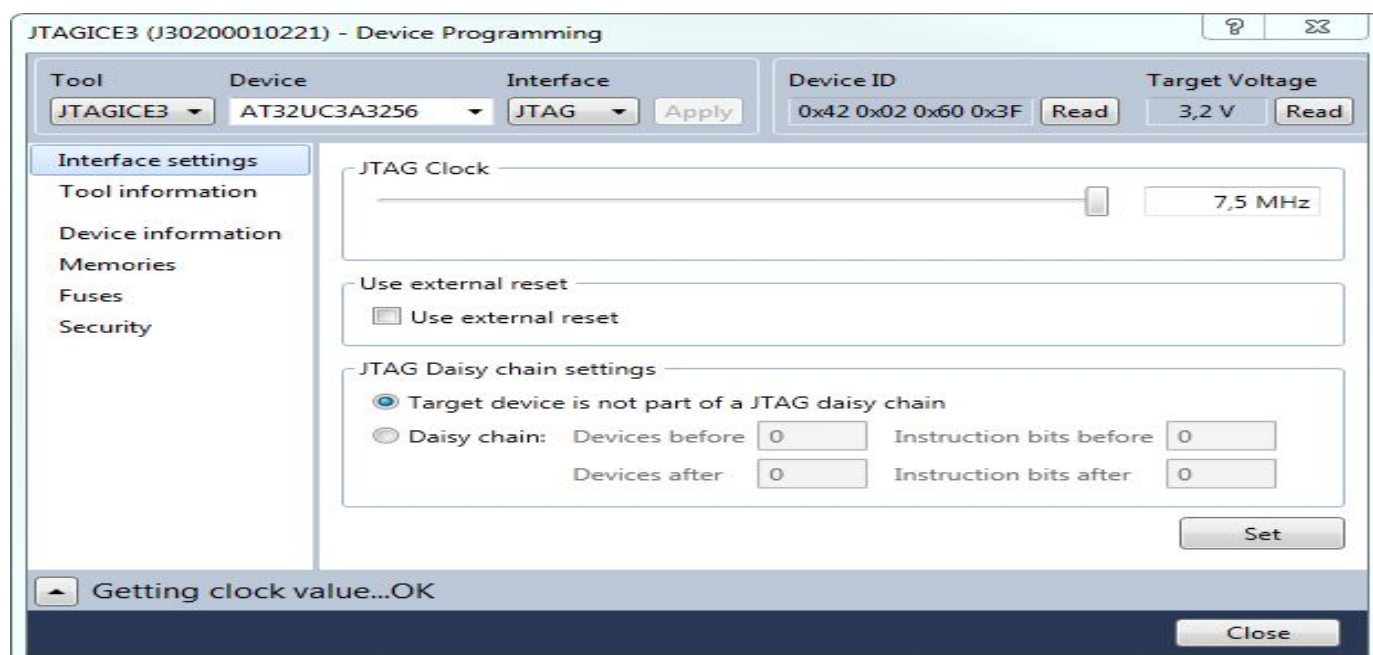 JTAGICE3 (J30200010221) - Device Programming
Tool Device Interface Device ID Target Voltage
JTAGICE3 AT32UC3A3256 JTAG Apply 0x42 0x02 0x60 0x3F Read 3,2 V Read
Interface settings
Tool information
Device information
Memories
Fuses
Security
JTAG Clock
7,5 MHz
Use external reset
Use external reset
JTAG Daisy chain settings
Target device is not part of a JTAG daisy chain
Daisy chain: Devices before 0 Instruction bits before 0
Devices after 0 Instruction bits after 0
Set
Getting clock value...OK
Close